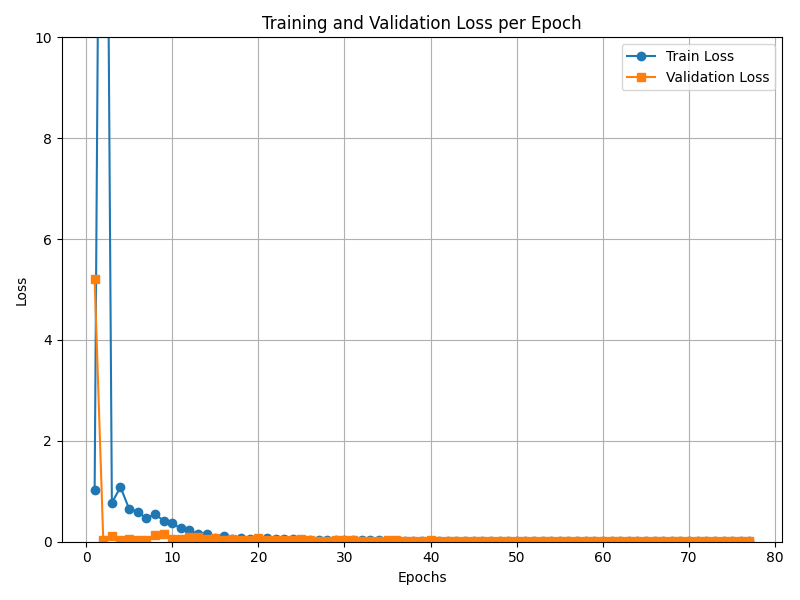 Training and Validation Loss per Epoch
Train Loss
Validation Loss
Loss
10
8
6
4
2
0
0 10 20 30 40 50 60 70 80
Epochs